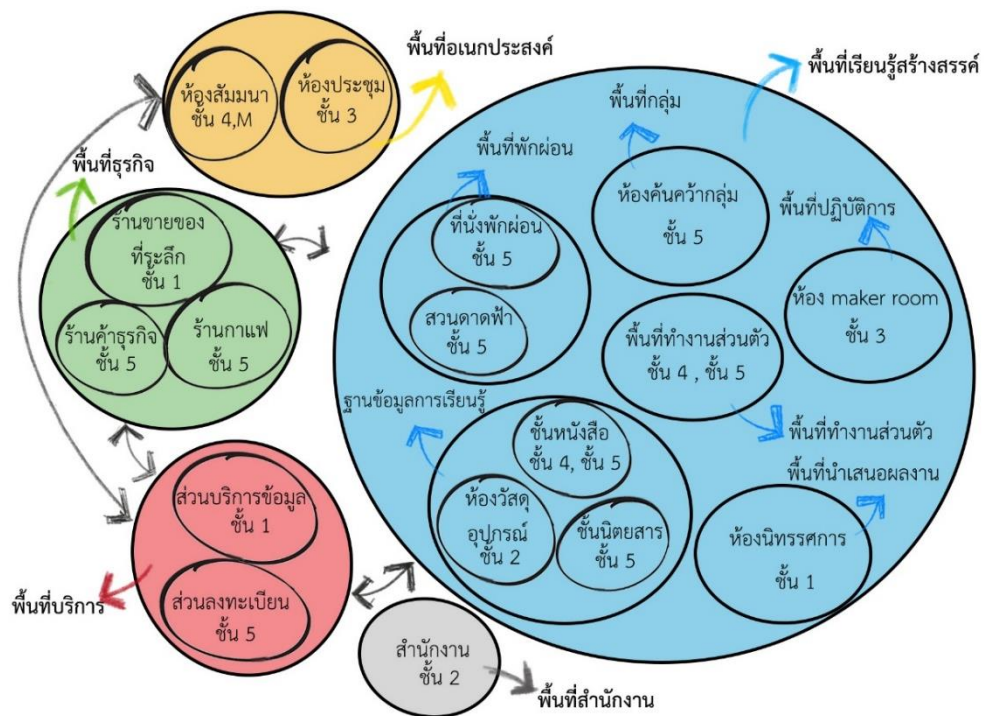 พื้นที่อเนกประสงค์
ห้องสัมมนา
ชั้น 4,M
ห้องประชุม
ชั้น 3
พื้นที่เรียนรู้สร้างสรรค์
พื้นที่กลุ่ม
พื้นที่พักผ่อน
พื้นที่ธุรกิจ
ห้องค้นคว้ากลุ่ม
ชั้น 5
พื้นที่ปฏิบัติการ
ร้านขายของ
ที่ระลึก
ชั้น 1
ที่นั่งพักผ่อน
ชั้น 5
ห้อง maker room
ชั้น 3
ร้านค้าธุรกิจ
ชั้น 5
ร้านกาแฟ
ชั้น 5
สวนดาดฟ้า
ชั้น 5
พื้นที่ทำงานส่วนตัว
ชั้น 4 , ชั้น 5
ฐานข้อมูลการเรียนรู้
ชั้นหนังสือ
ชั้น 4, ชั้น 5
พื้นที่ทำงานส่วนตัว
พื้นที่นำเสนอผลงาน
ส่วนบริการข้อมูล
ชั้น 1
ห้องวัสดุ
อุปกรณ์
ชั้น 2
ชั้นนิตยสาร
ชั้น 5
ห้องนิทรรศการ
ชั้น 1
พื้นที่บริการ
ส่วนลงทะเบียน
ชั้น 5
สำนักงาน
ชั้น 2
พื้นที่สำนักงาน